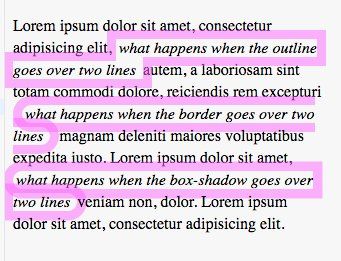 Lorem ipsum dolor sit amet, consectetur
adipisicing elit, what happens when the outline
goes over two lines autem, a laboriosam sint
totam commodi dolore, reiciendis rem excepturi
what happens when the border goes over two
lines magnam deleniti maiores voluptatibus
expedita iusto. Lorem ipsum dolor sit amet,
what happens when the box-shadow goes over
two lines veniam non, dolor. Lorem ipsum
dolor sit amet, consectetur adipisicing elit.